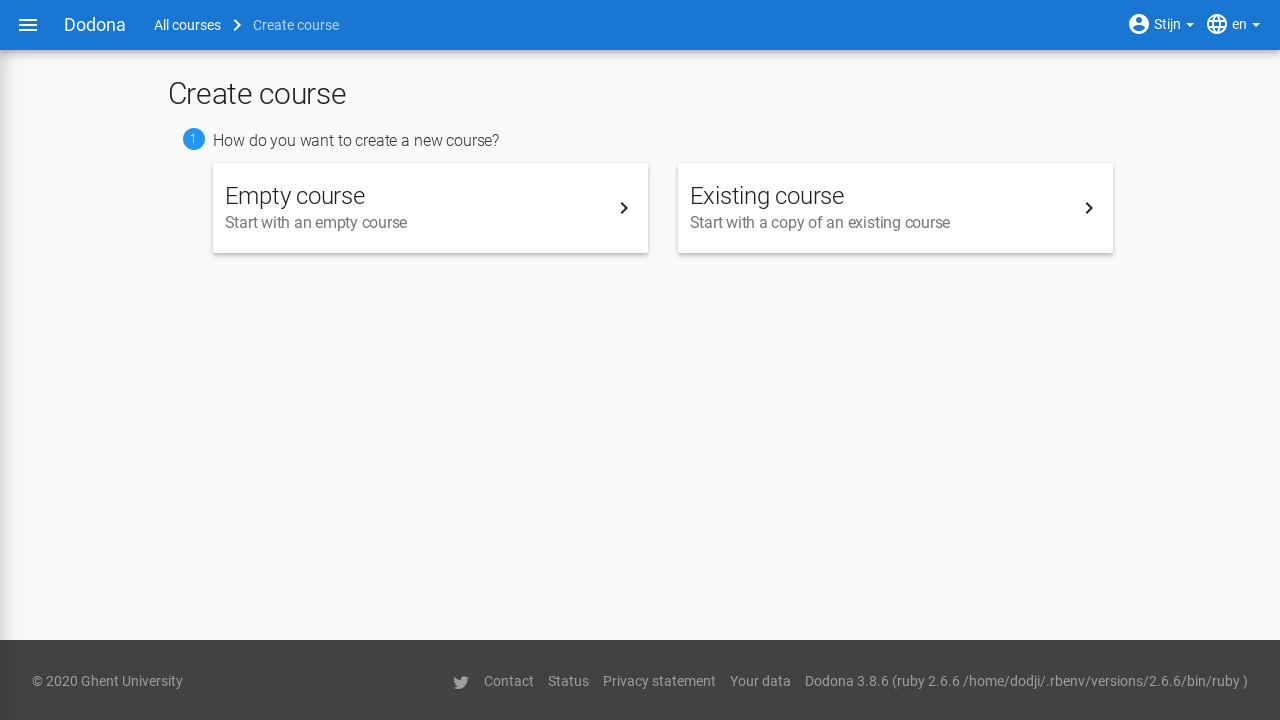 Dodona All courses Create course Stijn en
Create course
1 How do you want to create a new course?
Empty course
Start with an empty course
Existing course
Start with a copy of an existing course
© 2020 Ghent University Contact Status Privacy statement Your data Dodona 3.8.6 (ruby 2.6.6 /home/dodji/.rbenv/versions/2.6.6/bin/ruby )